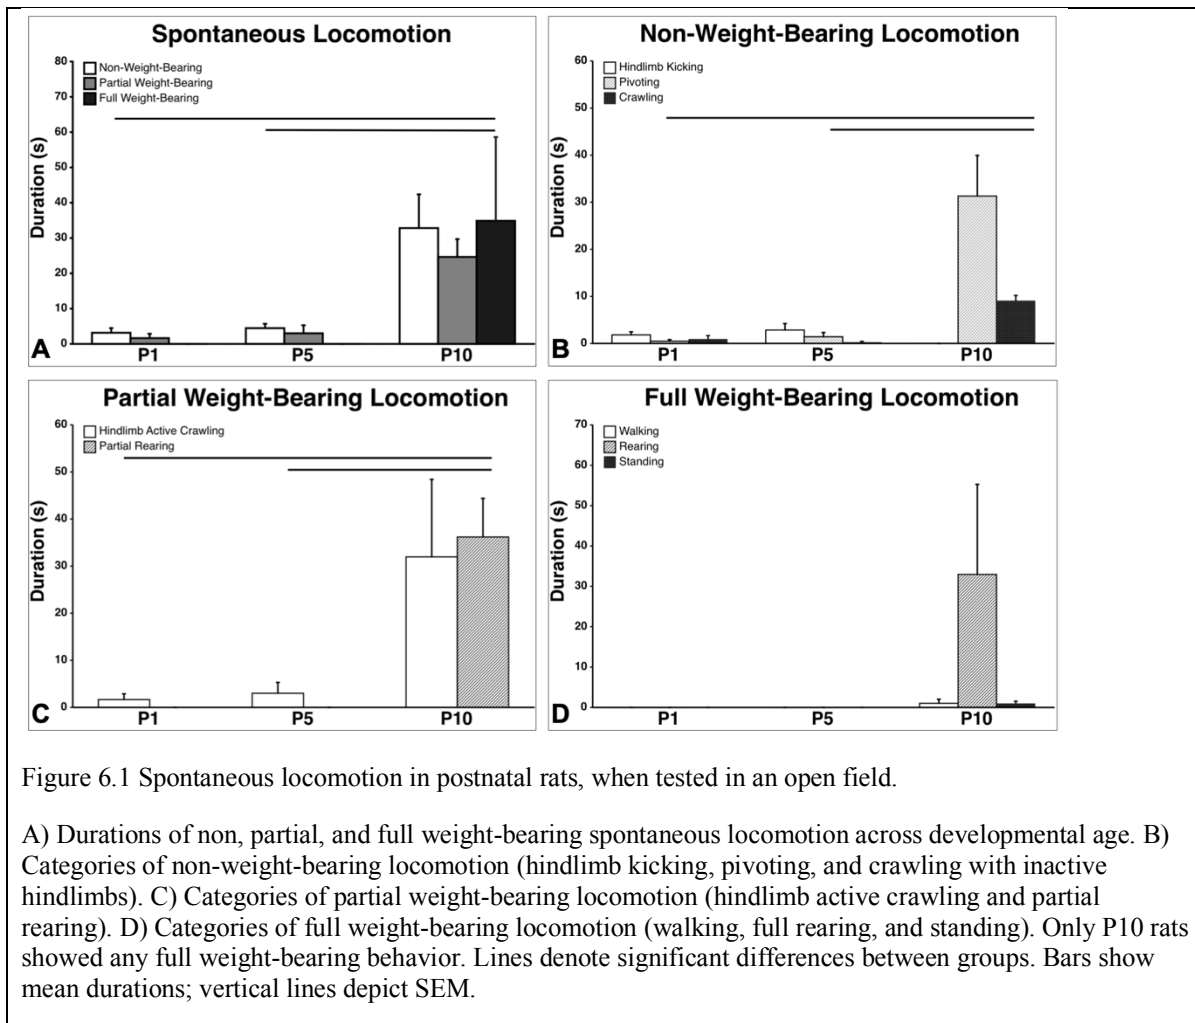 Spontaneous Locomotion
Non-Weight-Bearing
Partial Weight-Bearing
Full Weight-Bearing
Duration (s)
80
70
60
50
40
30
20
10
0
P1
P5
P10
A
Non-Weight-Bearing Locomotion
Hindlimb Kicking
Pivoting
Crawling
Duration (s)
60
50
40
30
20
10
0
P1
P5
P10
B
Partial Weight-Bearing Locomotion
Hindlimb Active Crawling
Partial Rearing
Duration (s)
60
50
40
30
20
10
0
P1
P5
P10
C
Full Weight-Bearing Locomotion
Walking
Rearing
Standing
Duration (s)
70
60
50
40
30
20
10
0
P1
P5
P10
D
Figure 6.1 Spontaneous locomotion in postnatal rats, when tested in an open field.
A) Durations of non, partial, and full weight-bearing spontaneous locomotion across developmental age. B)
Categories of non-weight-bearing locomotion (hindlimb kicking, pivoting, and crawling with inactive
hindlimbs). C) Categories of partial weight-bearing locomotion (hindlimb active crawling and partial
rearing). D) Categories of full weight-bearing locomotion (walking, full rearing, and standing). Only P10 rats
showed any full weight-bearing behavior. Lines denote significant differences between groups. Bars show
mean durations; vertical lines depict SEM.